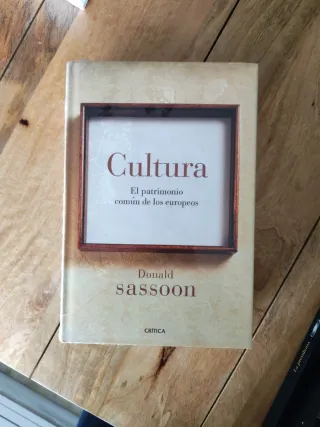 Cultura
El patrimonio
común de los europeos
Donald
sassoon
CRÍTICA